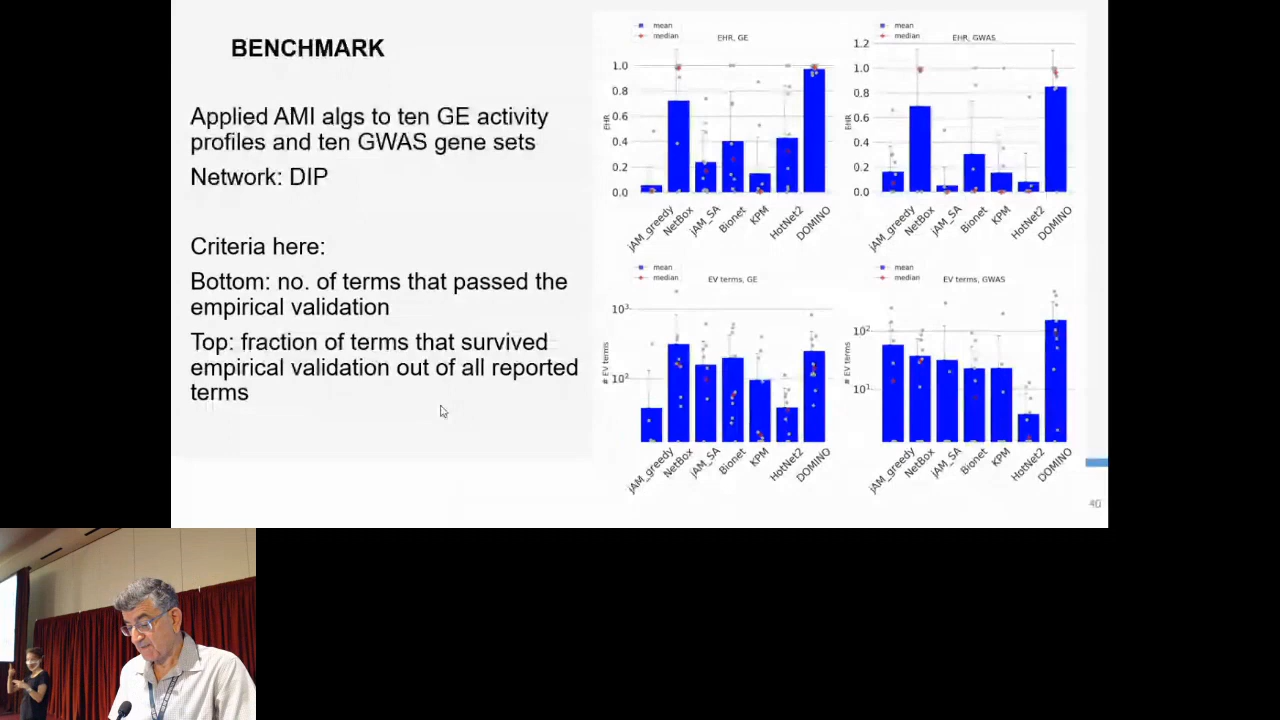 BENCHMARK
Applied AMI algs to ten GE activity
profiles and ten GWAS gene sets
Network: DIP
Criteria here:
Bottom: no. of terms that passed the
empirical validation
Top: fraction of terms that survived
empirical validation out of all reported
terms
mean
median
EHR, GE
EHR
1.0
0.8
0.6
0.4
0.2
0.0
jAM_greedy
NetBox
jAM_SA
Bionet
KPM
HotNet2
DOMINO
mean
median
EHR, GWAS
EHR
1.2
1.0
0.8
0.6
0.4
0.2
0.0
jAM_greedy
NetBox
jAM_SA
Bionet
KPM
HotNet2
DOMINO
mean
median
EV terms, GE
# EV terms
10³
10²
jAM_greedy
NetBox
jAM_SA
Bionet
KPM
HotNet2
DOMINO
mean
median
EV terms, GWAS
# EV terms
10²
10¹
jAM_greedy
NetBox
jAM_SA
Bionet
KPM
HotNet2
DOMINO
40